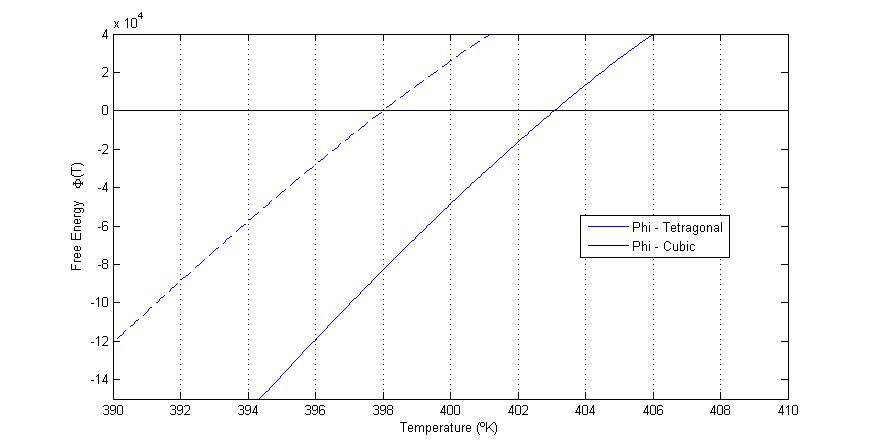 x 10^4
4
2
0
-2
-4
-6
-8
-10
-12
-14
Free Energy ϕ(T)
Phi - Tetragonal
Phi - Cubic
390 392 394 396 398 400 402 404 406 408 410
Temperature (ºK)